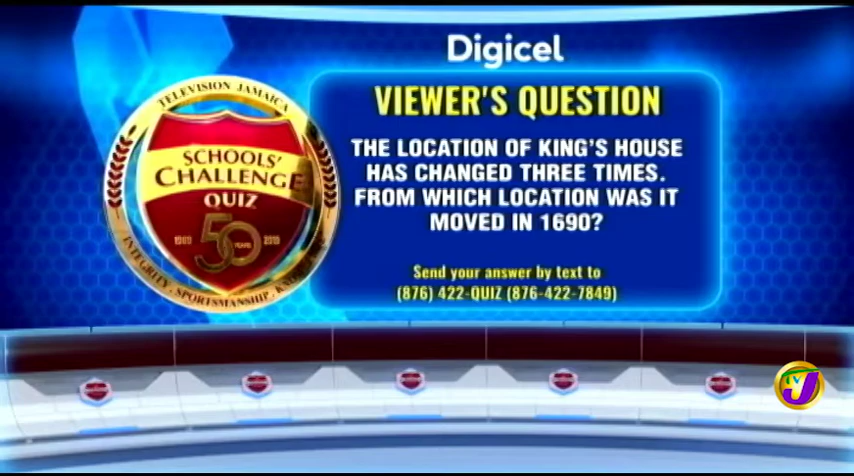 Digicel
TELEVISION JAMAICA
SCHOOLS'
CHALLENGE
QUIZ
1969 50 YEARS 2019
INTEGRITY . SPORTSMANSHIP .
VIEWER'S QUESTION
THE LOCATION OF KING'S HOUSE
HAS CHANGED THREE TIMES.
FROM WHICH LOCATION WAS IT
MOVED IN 1690?
Send your answer by text to
(876) 422-QUIZ (876-422-7849)
TVJ